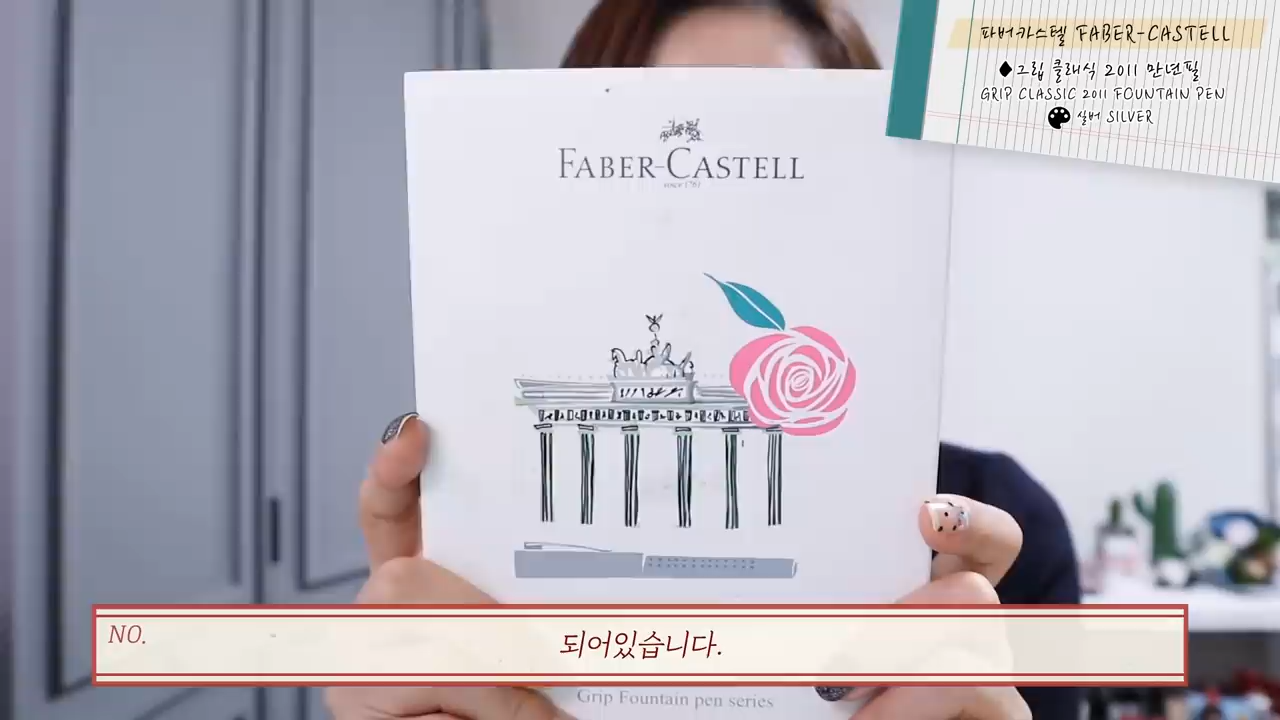 파버카스텔 FABER-CASTELL
그립 클래식 2011 만년필
GRIP CLASSIC 2011 FOUNTAIN PEN
실버 SILVER
FABER-CASTELL
SINCE 1761
NO.
되어있습니다.
Grip Fountain pen series